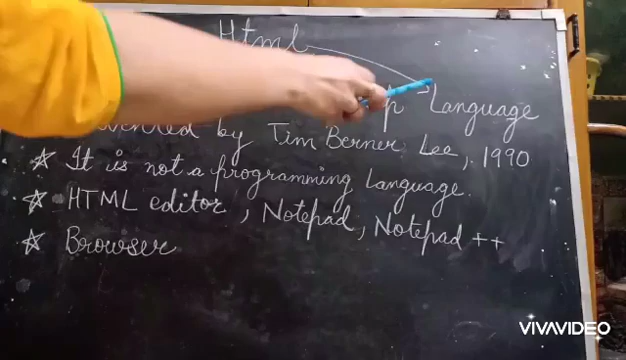 Html
Language
by Tim Berner Lee, 1990
☆ It is not a programming Language.
☆ HTML editor, Notepad, Notepad ++
☆ Browser
VIVAVIDEO